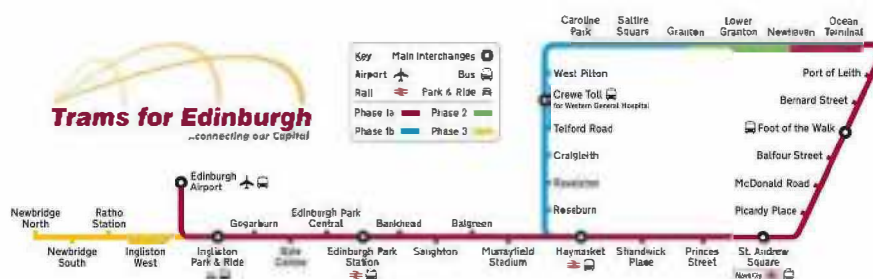 Trams for Edinburgh
...connecting our Capital
Key Main Interchanges
Airport Bus
Rail Park & Ride
Phase 1a Phase 2
Phase 1b Phase 3
Caroline Park
Saltire Square
Granton
Lower Granton
Newhaven
Ocean Terminal
West Pilton
Crewe Toll
for Western General Hospital
Telford Road
Craigleith
Roseburn
Port of Leith
Bernard Street
Foot of the Walk
Balfour Street
McDonald Road
Picardy Place
Edinburgh Airport
Newbridge North
Ratho Station
Gogarburn
Edinburgh Park Central
Bankhead
Balgreen
Newbridge South
Ingliston West
Ingliston Park & Ride
Edinburgh Park Station
Saughton
Murrayfield Stadium
Haymarket
Shandwick Place
Princes Street
St. Andrew Square